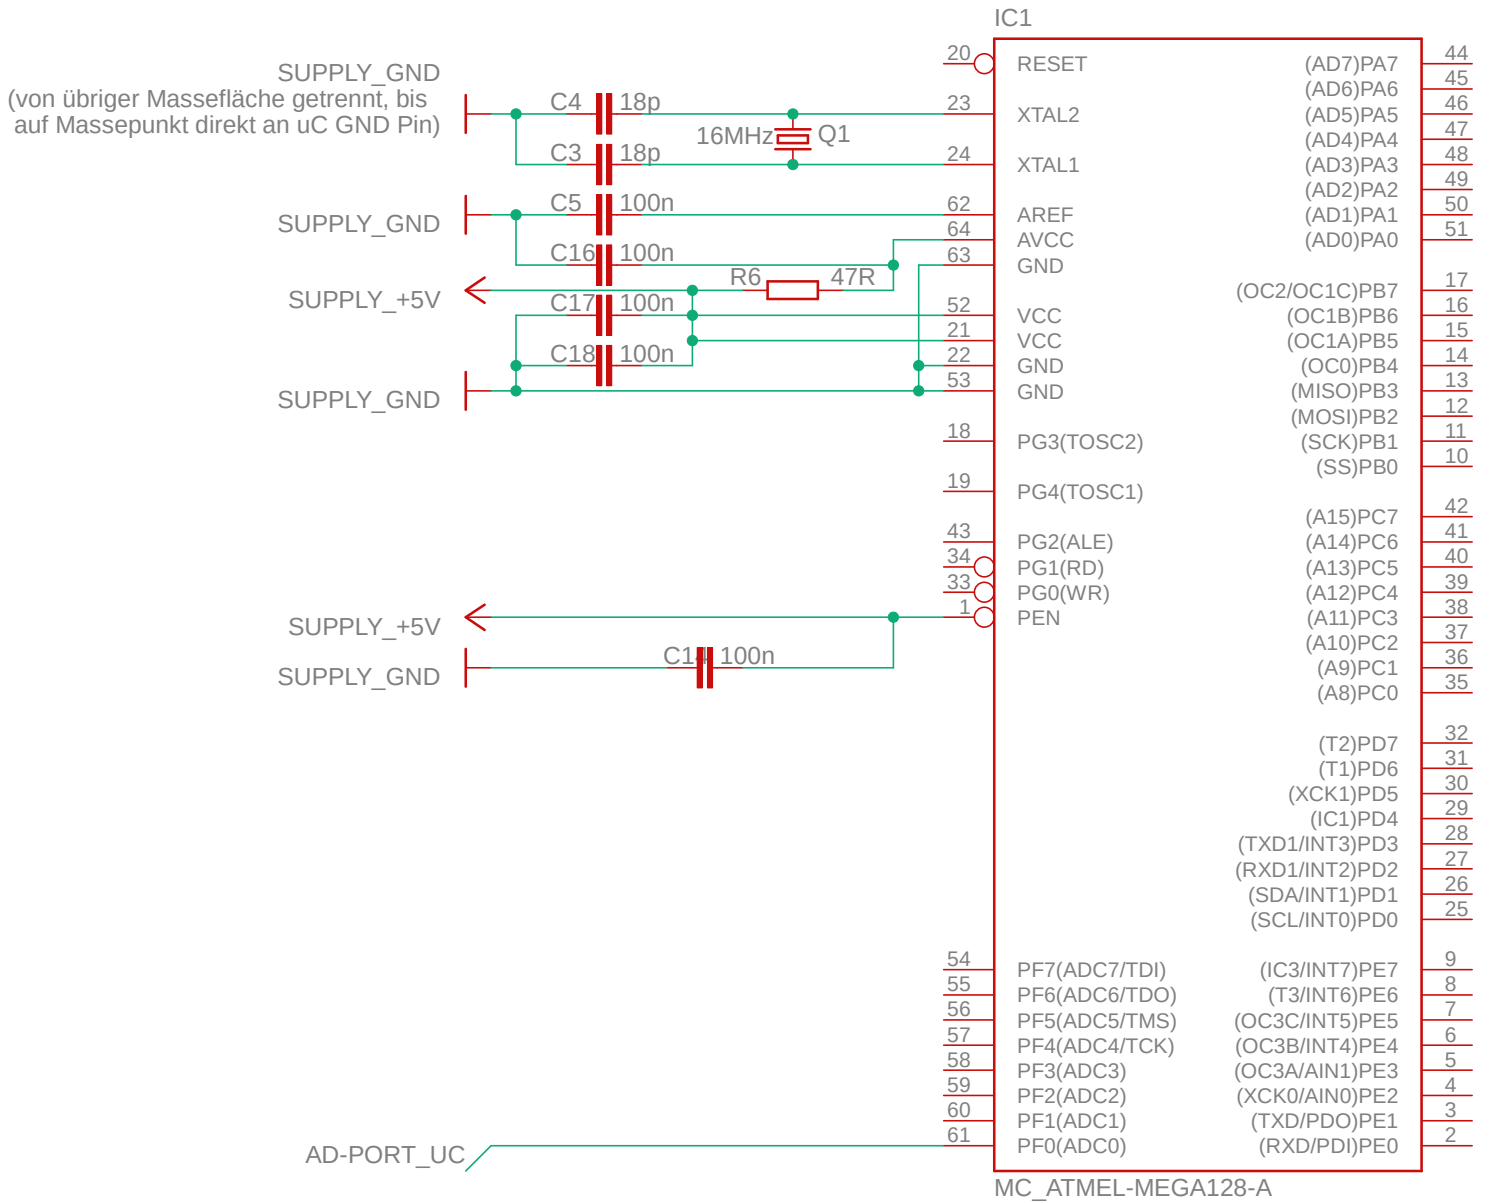 IC1
SUPPLY_GND
(von übriger Massefläche getrennt, bis
auf Massepunkt direkt an uC GND Pin)
C4 18p
16MHz Q1
C3 18p
SUPPLY_GND
C5 100n
C16 100n
SUPPLY_+5V
R6 47R
C17 100n
C18 100n
SUPPLY_GND
SUPPLY_+5V
SUPPLY_GND
C14 100n
AD-PORT_UC
20 RESET
23 XTAL2
24 XTAL1
62 AREF
64 AVCC
63 GND
52 VCC
21 VCC
22 GND
53 GND
18 PG3(TOSC2)
19 PG4(TOSC1)
43 PG2(ALE)
34 PG1(RD)
33 PG0(WR)
1 PEN
54 PF7(ADC7/TDI)
55 PF6(ADC6/TDO)
56 PF5(ADC5/TMS)
57 PF4(ADC4/TCK)
58 PF3(ADC3)
59 PF2(ADC2)
60 PF1(ADC1)
61 PF0(ADC0)
(AD7)PA7 44
(AD6)PA6 45
(AD5)PA5 46
(AD4)PA4 47
(AD3)PA3 48
(AD2)PA2 49
(AD1)PA1 50
(AD0)PA0 51
(OC2/OC1C)PB7 17
(OC1B)PB6 16
(OC1A)PB5 15
(OC0)PB4 14
(MISO)PB3 13
(MOSI)PB2 12
(SCK)PB1 11
(SS)PB0 10
(A15)PC7 42
(A14)PC6 41
(A13)PC5 40
(A12)PC4 39
(A11)PC3 38
(A10)PC2 37
(A9)PC1 36
(A8)PC0 35
(T2)PD7 32
(T1)PD6 31
(XCK1)PD5 30
(IC1)PD4 29
(TXD1/INT3)PD3 28
(RXD1/INT2)PD2 27
(SDA/INT1)PD1 26
(SCL/INT0)PD0 25
(IC3/INT7)PE7 9
(T3/INT6)PE6 8
(OC3C/INT5)PE5 7
(OC3B/INT4)PE4 6
(OC3A/AIN1)PE3 5
(XCK0/AIN0)PE2 4
(TXD/PDO)PE1 3
(RXD/PDI)PE0 2
MC_ATMEL-MEGA128-A